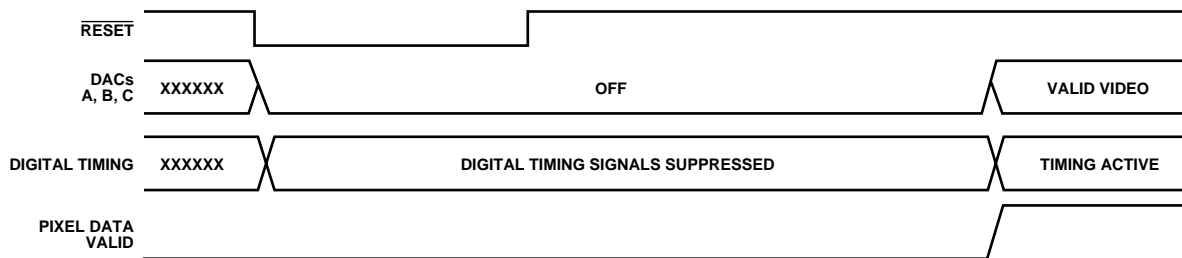 RESET
DACs
A, B, C
XXXXXX
OFF
VALID VIDEO
DIGITAL TIMING
XXXXXX
DIGITAL TIMING SIGNALS SUPPRESSED
TIMING ACTIVE
PIXEL DATA
VALID